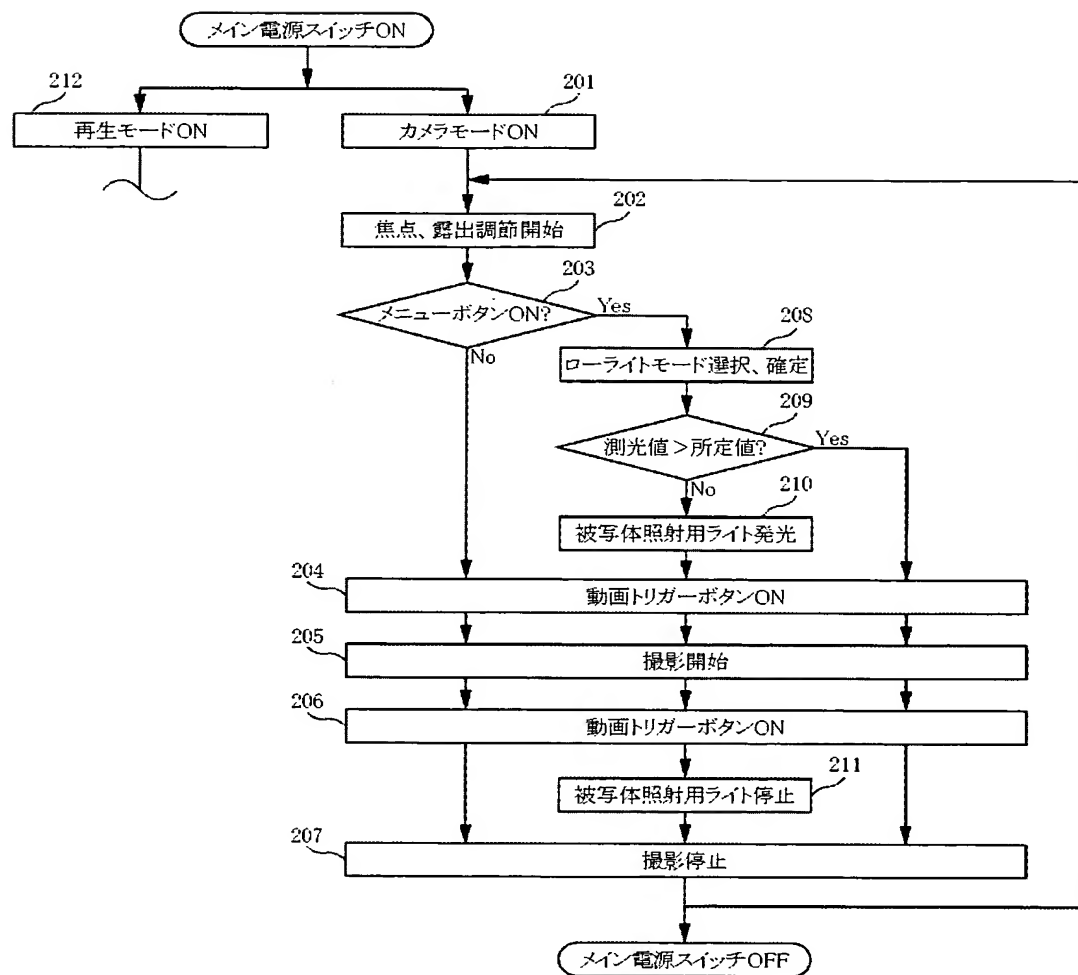 メイン電源スイッチON
212
201
再生モードON
カメラモードON
202
焦点、露出調節開始
203
メニューボタンON?
Yes
No
208
ローライトモード選択、確定
209
測光値>所定値?
Yes
No
210
被写体照射用ライト発光
204
動画トリガーボタンON
205
撮影開始
206
動画トリガーボタンON
211
被写体照射用ライト停止
207
撮影停止
メイン電源スイッチOFF